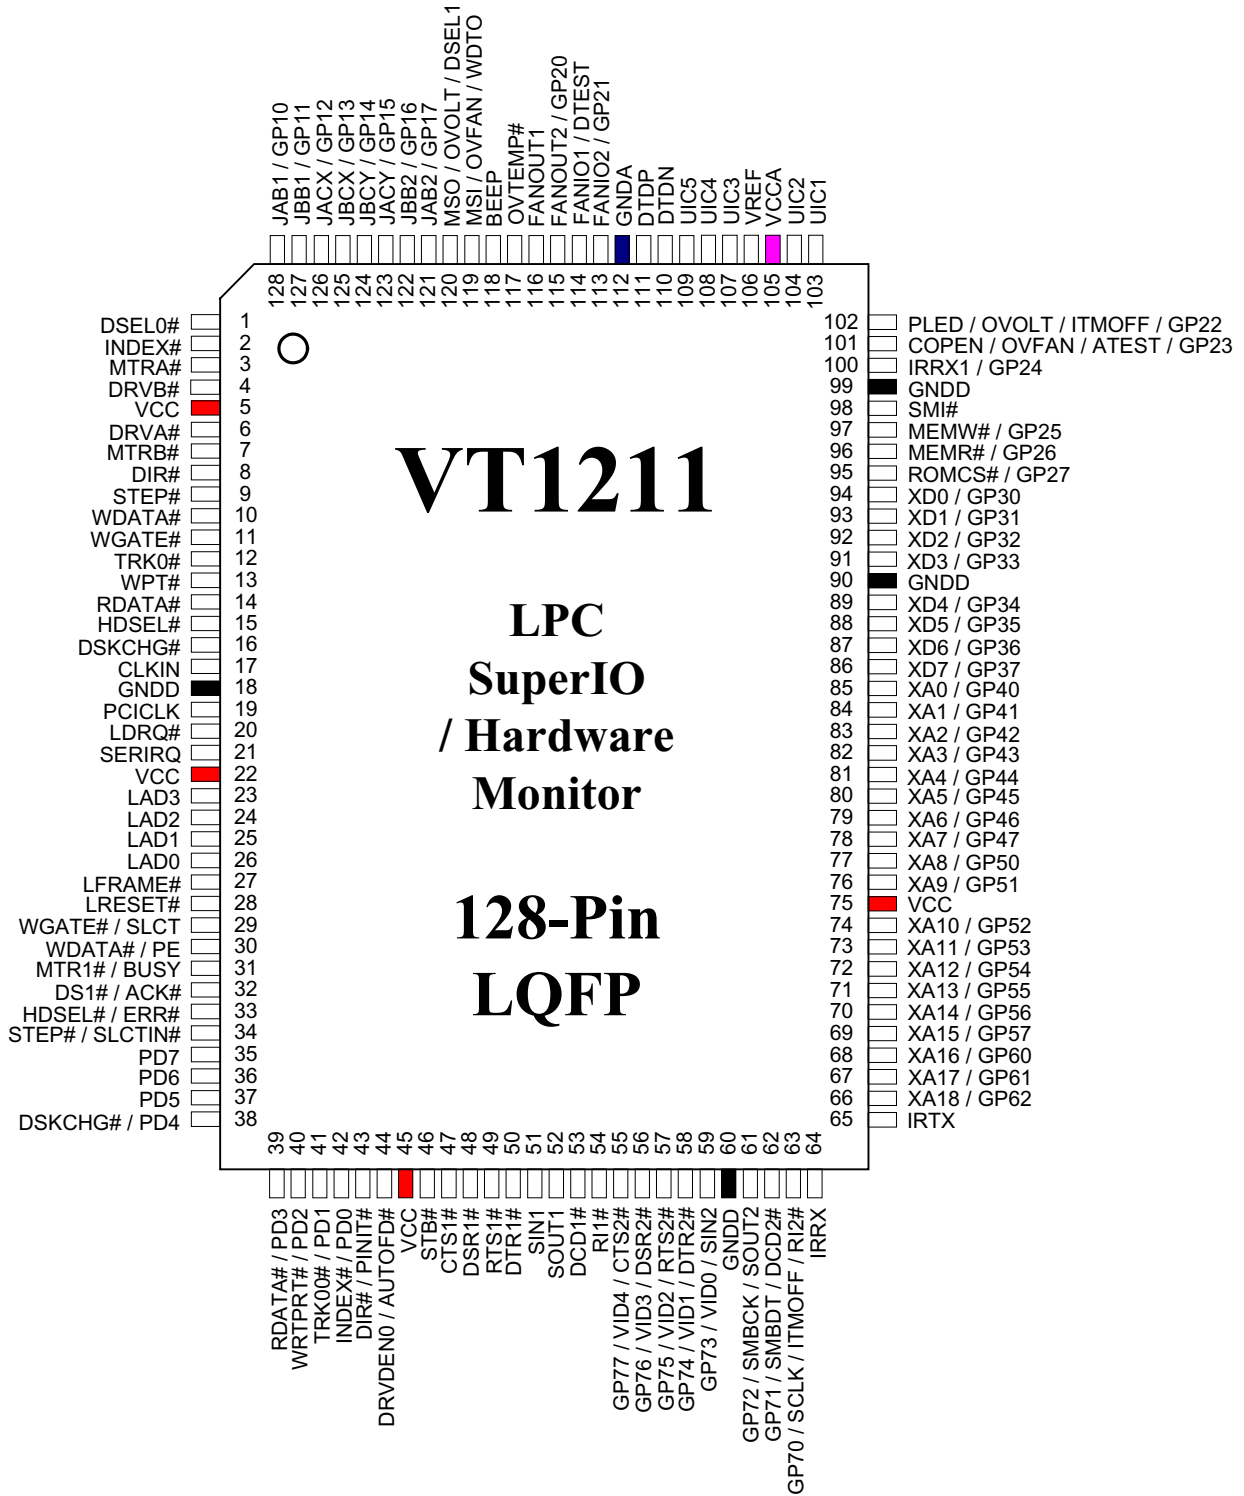 JAB1 / GP10
JBB1 / GP11
JACX / GP12
JBCX / GP13
JBCY / GP14
JACY / GP15
JBB2 / GP16
JAB2 / GP17
MSO / OVOLT / DSEL1
MSI / OVFAN / WDTO
BEEP
OVTEMP#
FANOUT1
FANOUT2 / GP20
FANIO1 / DTEST
FANIO2 / GP21
GNDA
DTDP
DTDN
UIC5
UIC4
UIC3
VREF
VCCA
UIC2
UIC1
128
127
126
125
124
123
122
121
120
119
118
117
116
115
114
113
112
111
110
109
108
107
106
105
104
103
DSEL0# 1
INDEX# 2
MTRA# 3
DRVB# 4
VCC 5
DRVA# 6
MTRB# 7
DIR# 8
STEP# 9
WDATA# 10
WGATE# 11
TRK0# 12
WPT# 13
RDATA# 14
HDSEL# 15
DSKCHG# 16
CLKIN 17
GNDD 18
PCICLK 19
LDRQ# 20
SERIRQ 21
VCC 22
LAD3 23
LAD2 24
LAD1 25
LAD0 26
LFRAME# 27
LRESET# 28
WGATE# / SLCT 29
WDATA# / PE 30
MTR1# / BUSY 31
DS1# / ACK# 32
HDSEL# / ERR# 33
STEP# / SLCTIN# 34
PD7 35
PD6 36
PD5 37
DSKCHG# / PD4 38
VT1211
LPC
SuperIO
/ Hardware
Monitor
128-Pin
LQFP
102 PLED / OVOLT / ITMOFF / GP22
101 COPEN / OVFAN / ATEST / GP23
100 IRRX1 / GP24
99 GNDD
98 SMI#
97 MEMW# / GP25
96 MEMR# / GP26
95 ROMCS# / GP27
94 XD0 / GP30
93 XD1 / GP31
92 XD2 / GP32
91 XD3 / GP33
90 GNDD
89 XD4 / GP34
88 XD5 / GP35
87 XD6 / GP36
86 XD7 / GP37
85 XA0 / GP40
84 XA1 / GP41
83 XA2 / GP42
82 XA3 / GP43
81 XA4 / GP44
80 XA5 / GP45
79 XA6 / GP46
78 XA7 / GP47
77 XA8 / GP50
76 XA9 / GP51
75 VCC
74 XA10 / GP52
73 XA11 / GP53
72 XA12 / GP54
71 XA13 / GP55
70 XA14 / GP56
69 XA15 / GP57
68 XA16 / GP60
67 XA17 / GP61
66 XA18 / GP62
65 IRTX
39
40
41
42
43
44
45
46
47
48
49
50
51
52
53
54
55
56
57
58
59
60
61
62
63
64
RDATA# / PD3
WRTPRT# / PD2
TRK00# / PD1
INDEX# / PD0
DIR# / PINIT#
DRVDEN0 / AUTOFD#
VCC
STB#
CTS1#
DSR1#
RTS1#
DTR1#
SIN1
SOUT1
DCD1#
RI1#
GP77 / VID4 / CTS2#
GP76 / VID3 / DSR2#
GP75 / VID2 / RTS2#
GP74 / VID1 / DTR2#
GP73 / VID0 / SIN2
GNDD
GP72 / SMBCK / SOUT2
GP71 / SMBDT / DCD2#
GP70 / SCLK / ITMOFF / RI2#
IRRX